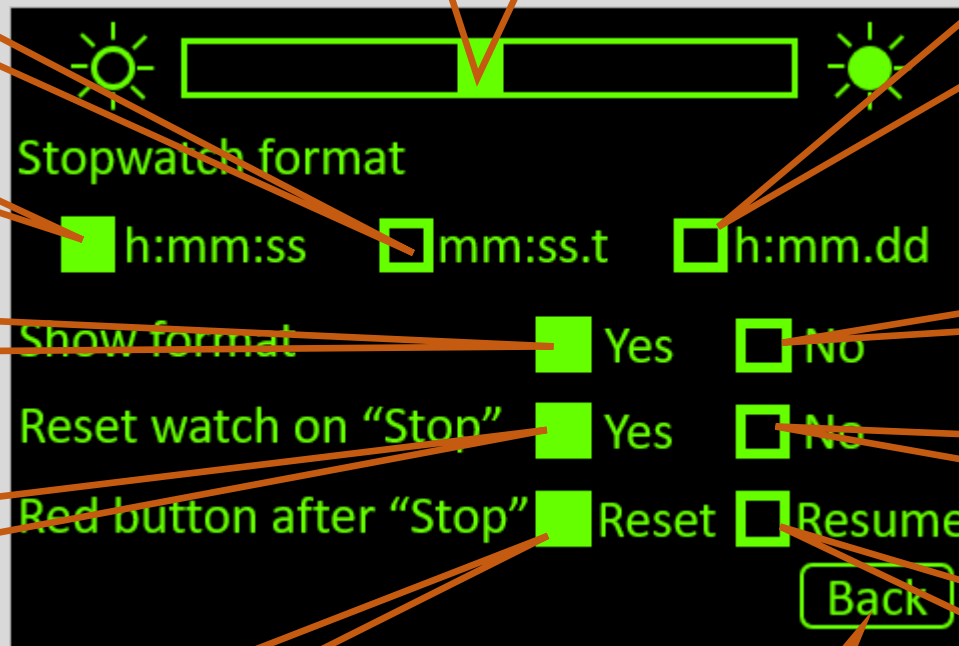 Stopwatch format
h:mm:ss mm:ss.t h:mm.dd
Show format Yes No
Reset watch on “Stop” Yes No
Red button after “Stop” Reset Resume
Back